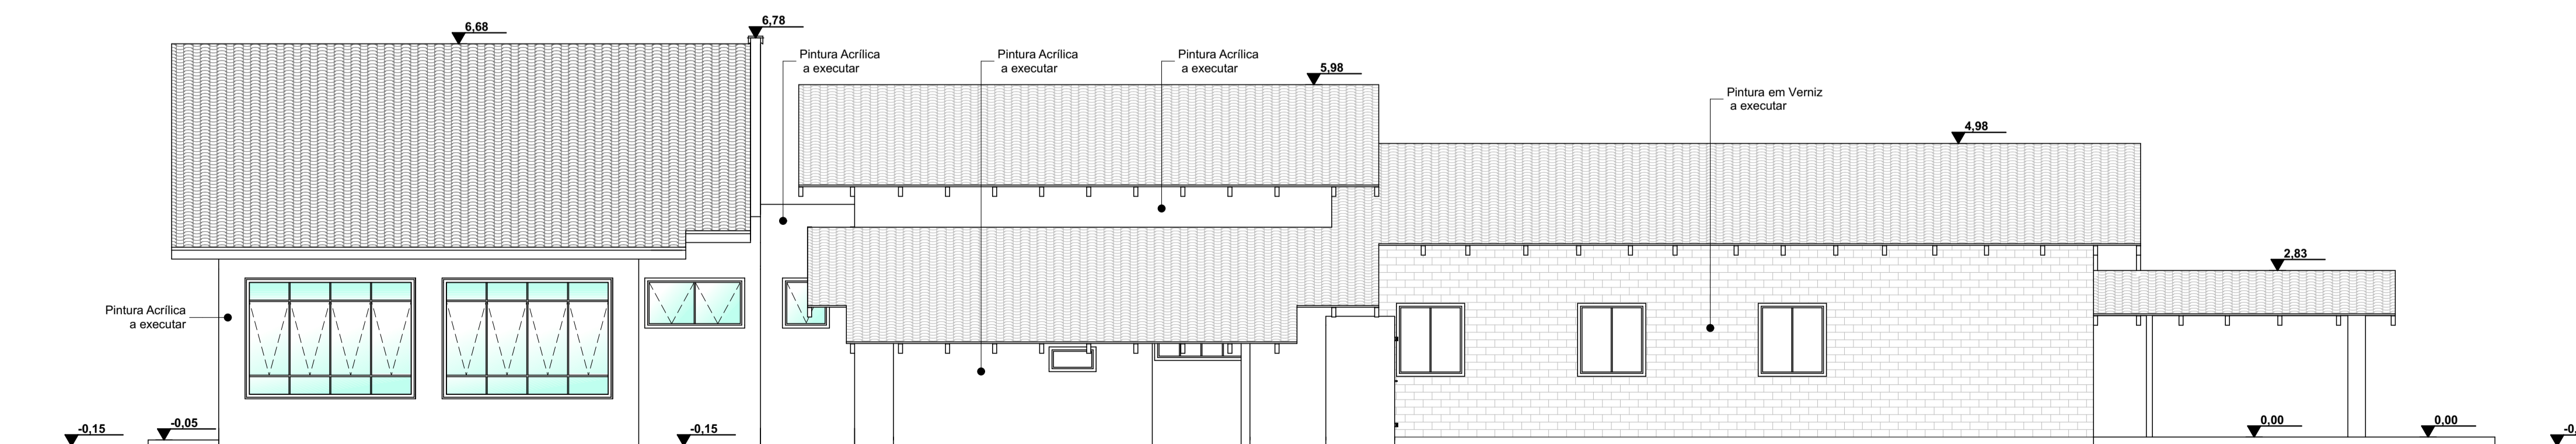 6,68
6,78
Pintura Acrílica
a executar
Pintura Acrílica
a executar
Pintura Acrílica
a executar
5,98
Pintura em Verniz
a executar
4,98
2,83
Pintura Acrílica
a executar
-0,15
-0,05
-0,15
0,00
0,00